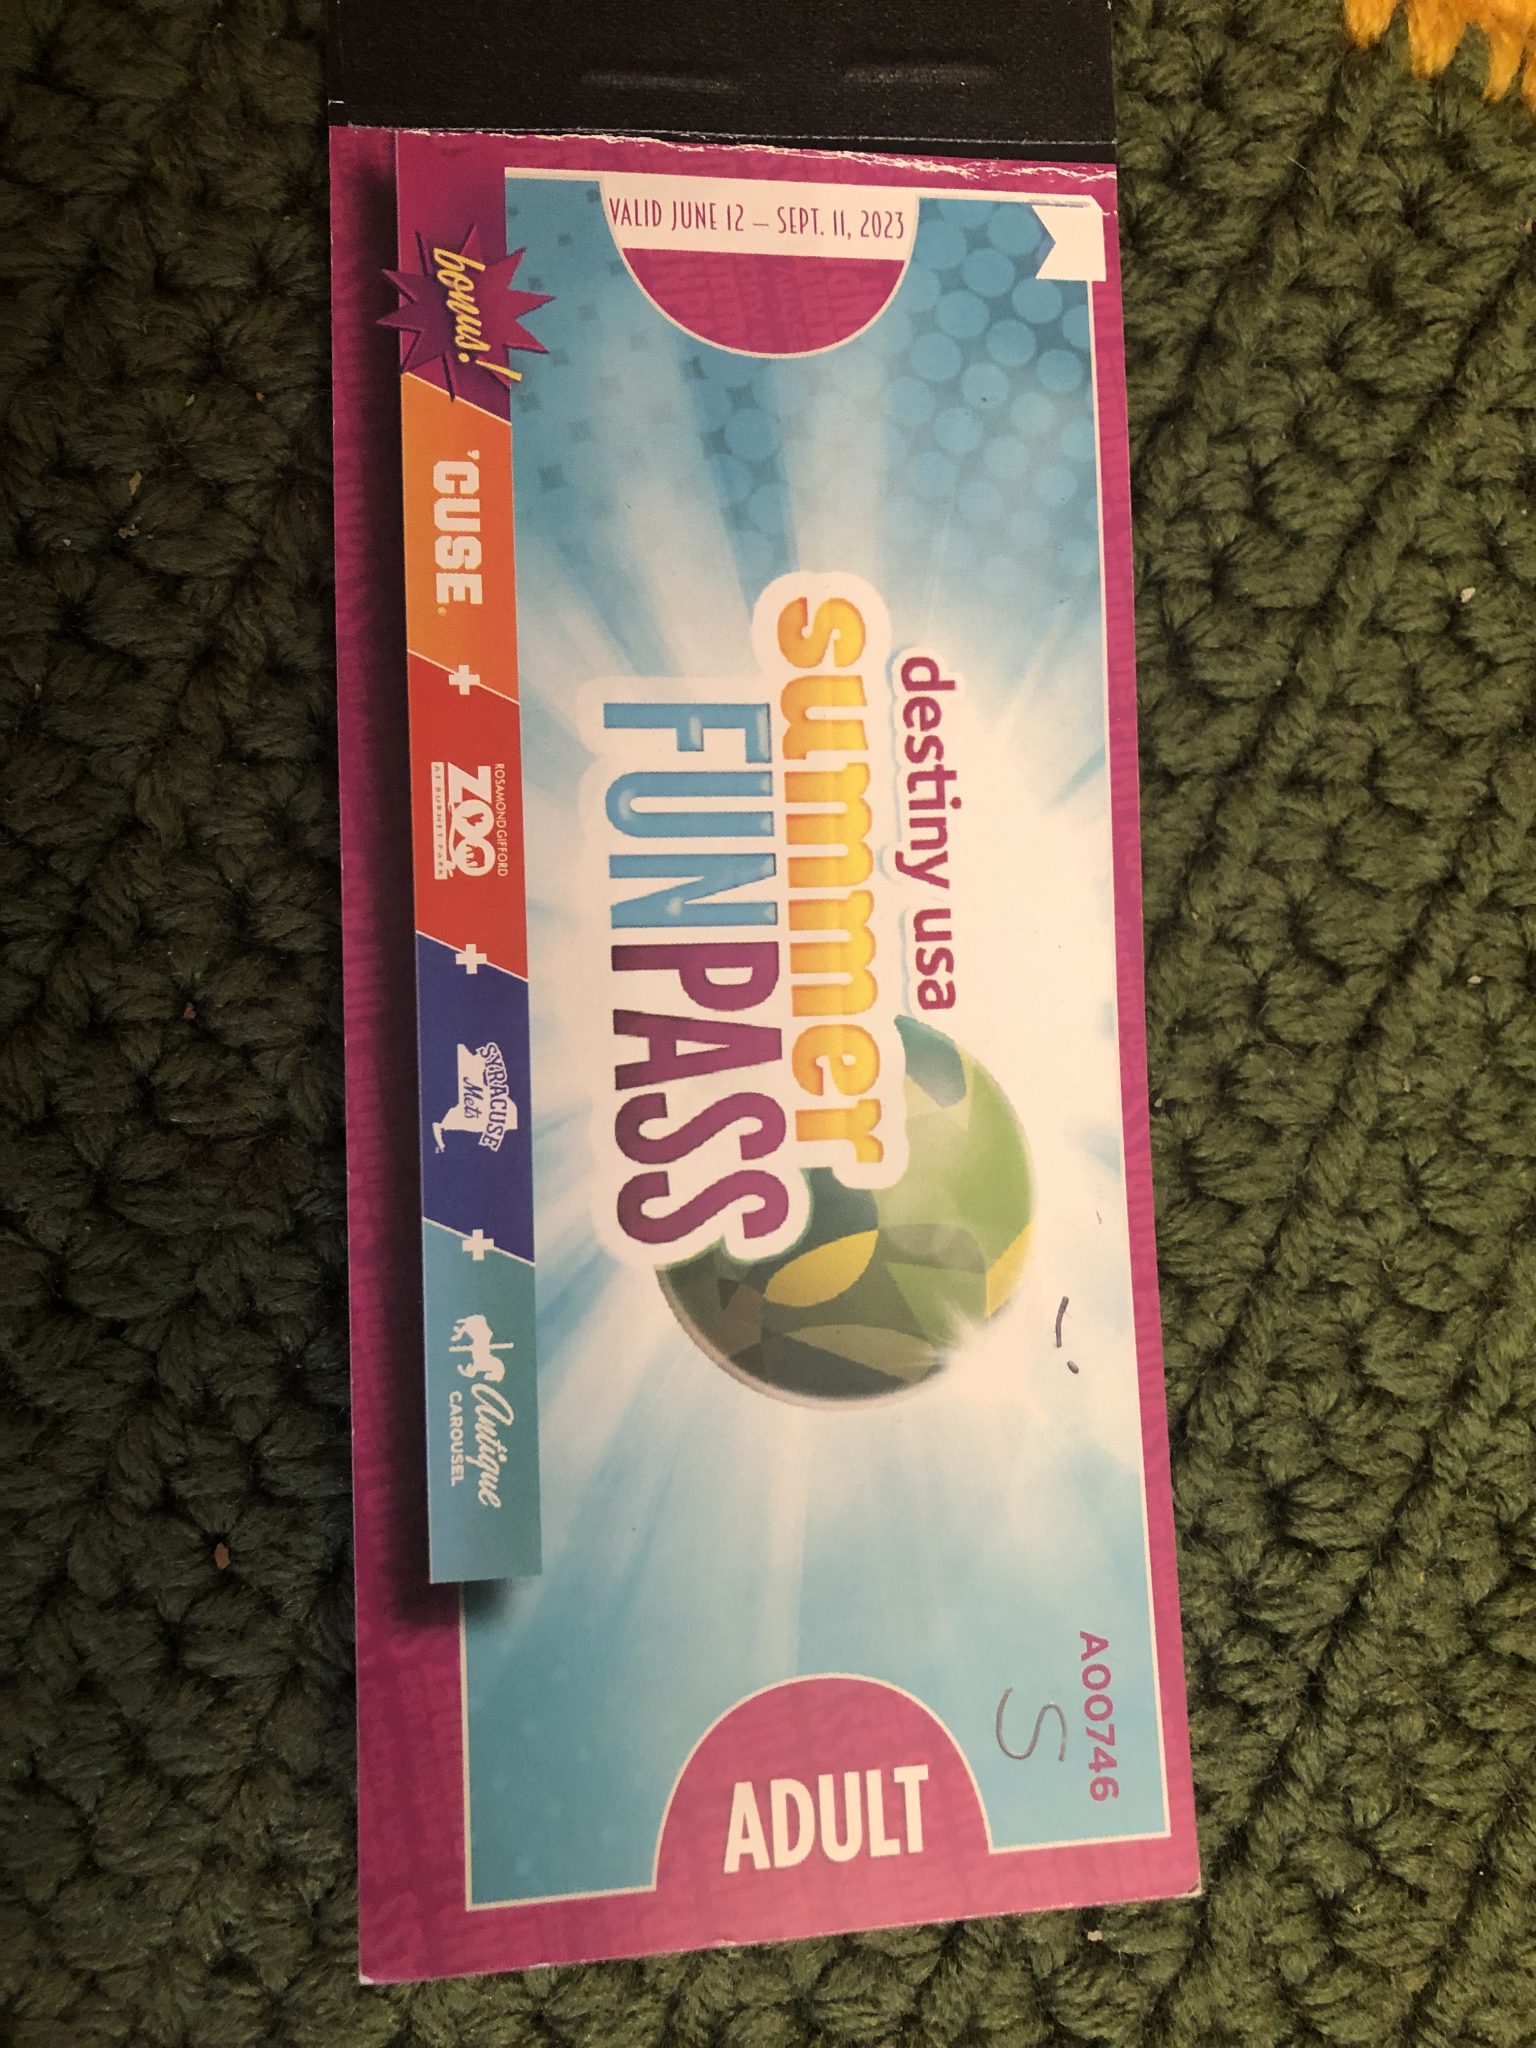 VALID JUNE 12 – SEPT. 11, 2023
A00746
S
destiny usa
summer
FUNPASS
ADULT
bonus!
'CUSE
+
ROSAMOND GIFFORD
ZOO
AT BURNET PARK
+
SYRACUSE
Mets
+
Antique
CAROUSEL